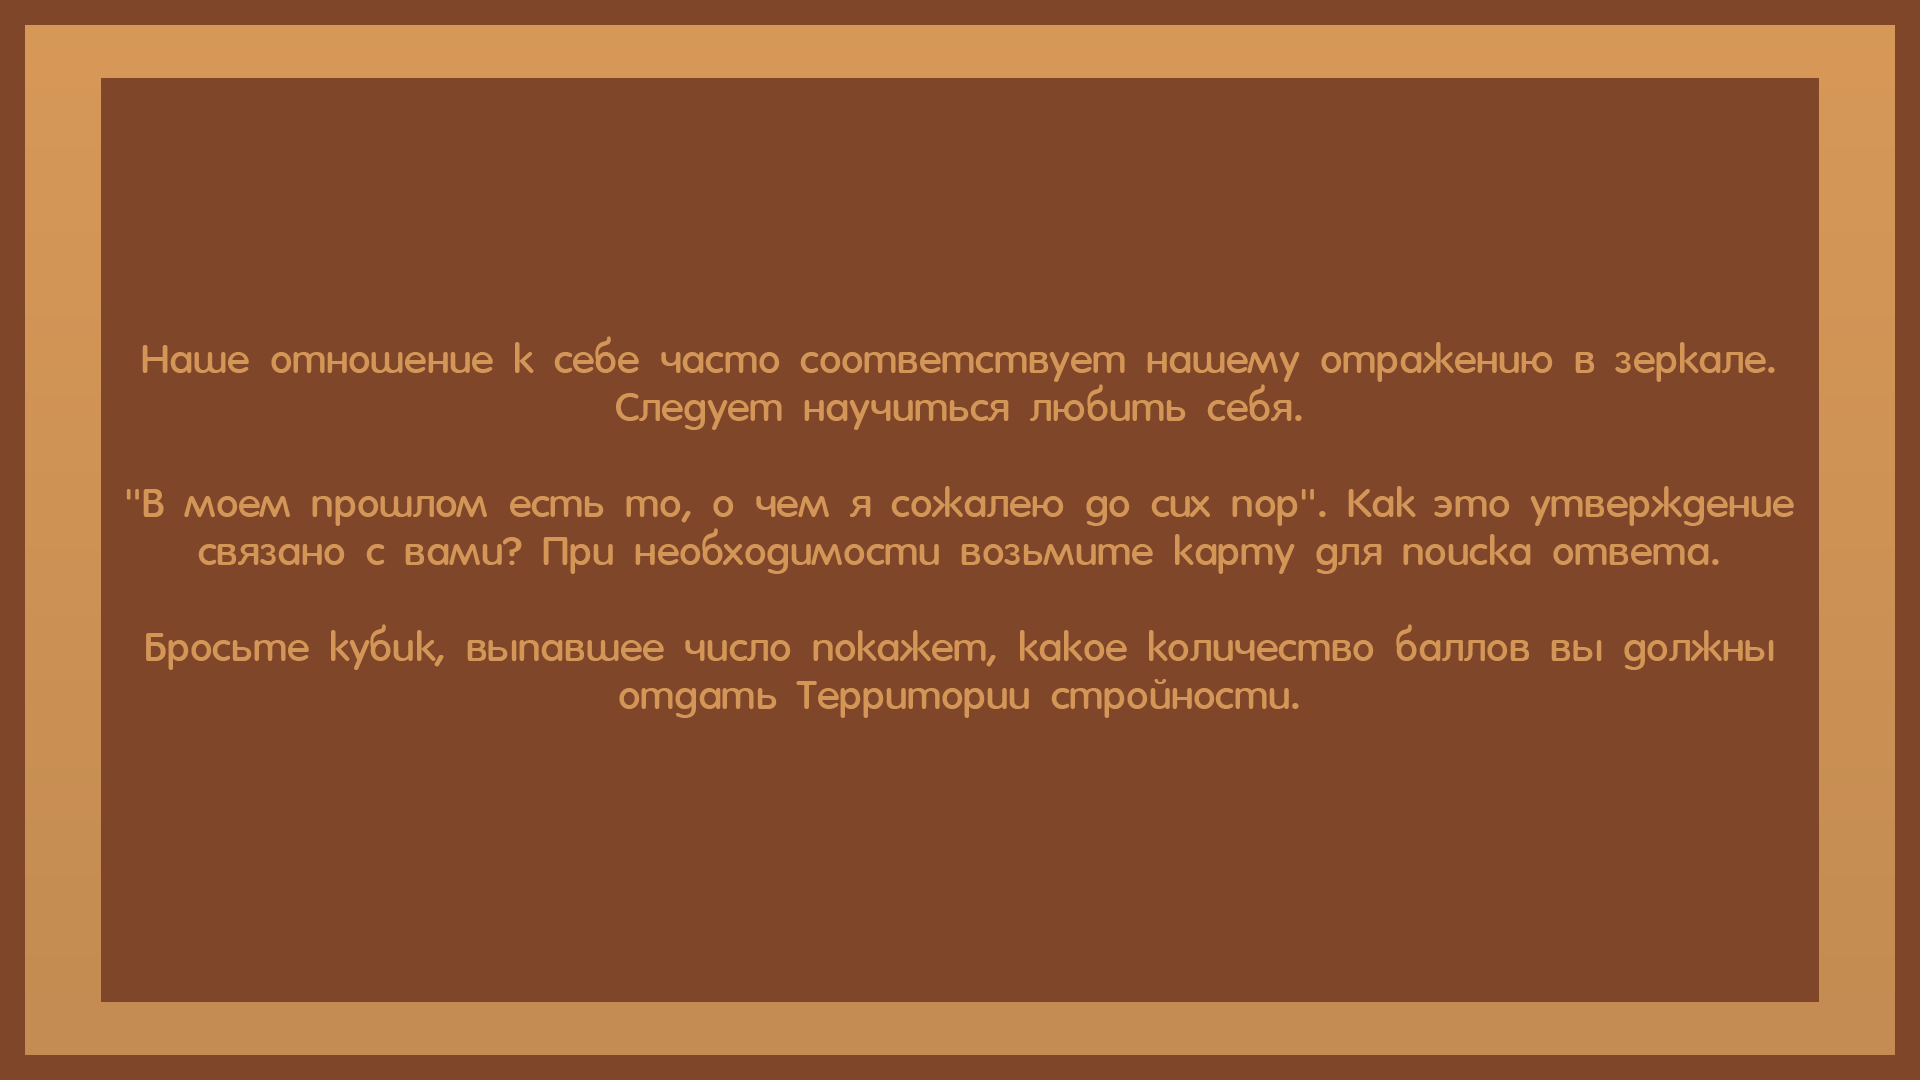 Наше отношение к себе часто соответствует нашему отражению в зеркале.
Следует научиться любить себя.
"В моем прошлом есть то, о чем я сожалею до сих пор". Как это утверждение
связано с вами? При необходимости возьмите карту для поиска ответа.
Бросьте кубик, выпавшее число покажет, какое количество баллов вы должны
отдать Территории стройности.